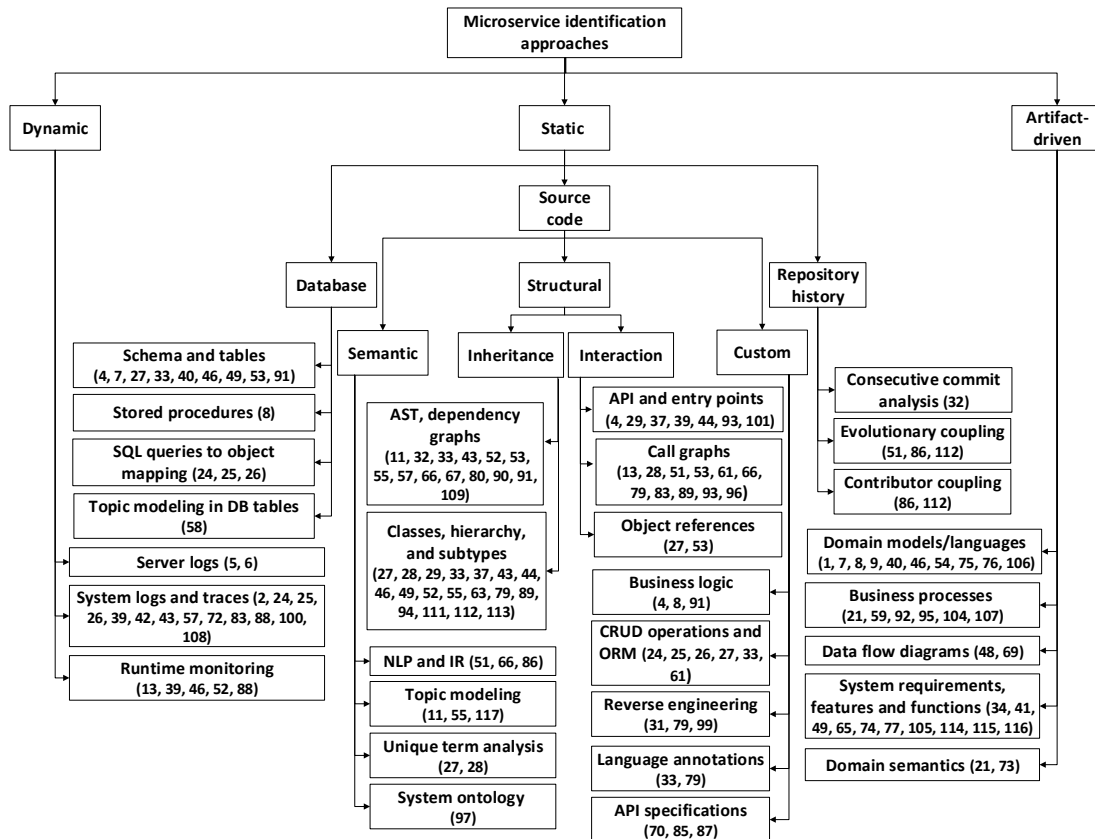 Microservice identification
approaches
Dynamic
Static
Artifact-
driven
Source
code
Database
Structural
Repository
history
Semantic
Inheritance
Interaction
Custom
Schema and tables
(4, 7, 27, 33, 40, 46, 49, 53, 91)
Stored procedures (8)
SQL queries to object
mapping (24, 25, 26)
Topic modeling in DB tables
(58)
Server logs (5, 6)
System logs and traces (2, 24, 25,
26, 39, 42, 43, 57, 72, 83, 88, 100,
108)
Runtime monitoring
(13, 39, 46, 52, 88)
AST, dependency
graphs
(11, 32, 33, 43, 52, 53,
55, 57, 66, 67, 80, 90, 91,
109)
Classes, hierarchy,
and subtypes
(27, 28, 29, 33, 37, 43, 44,
46, 49, 52, 55, 63, 79, 89,
94, 111, 112, 113)
NLP and IR (51, 66, 86)
Topic modeling
(11, 55, 117)
Unique term analysis
(27, 28)
System ontology
(97)
API and entry points
(4, 29, 37, 39, 44, 93, 101)
Call graphs
(13, 28, 51, 53, 61, 66,
79, 83, 89, 93, 96)
Object references
(27, 53)
Business logic
(4, 8, 91)
CRUD operations and
ORM (24, 25, 26, 27, 33,
61)
Reverse engineering
(31, 79, 99)
Language annotations
(33, 79)
API specifications
(70, 85, 87)
Consecutive commit
analysis (32)
Evolutionary coupling
(51, 86, 112)
Contributor coupling
(86, 112)
Domain models/languages
(1, 7, 8, 9, 40, 46, 54, 75, 76, 106)
Business processes
(21, 59, 92, 95, 104, 107)
Data flow diagrams (48, 69)
System requirements,
features and functions (34, 41,
49, 65, 74, 77, 105, 114, 115, 116)
Domain semantics (21, 73)